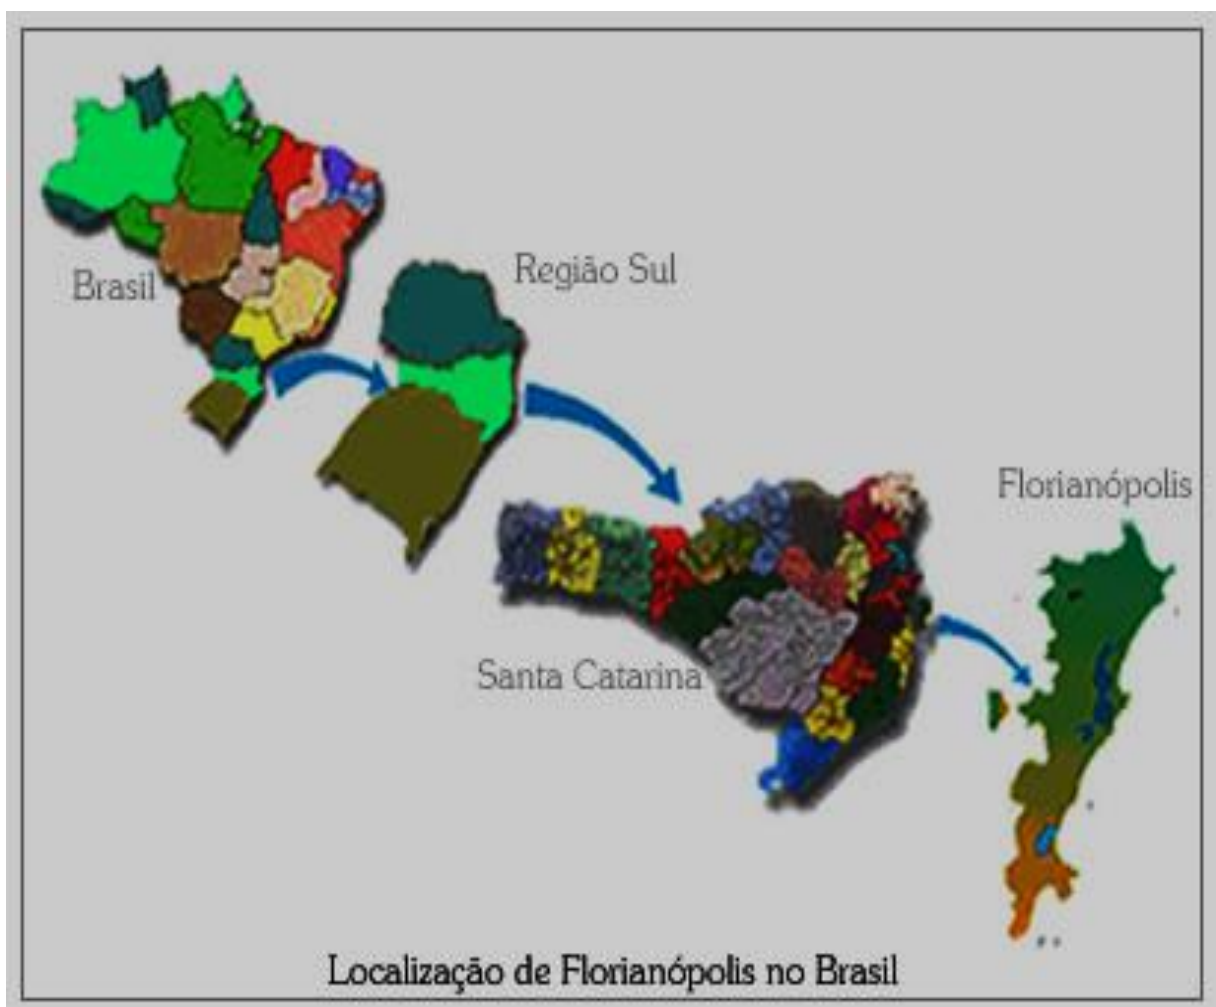 Brasil
Região Sul
Florianópolis
Santa Catarina
Localização de Florianópolis no Brasil